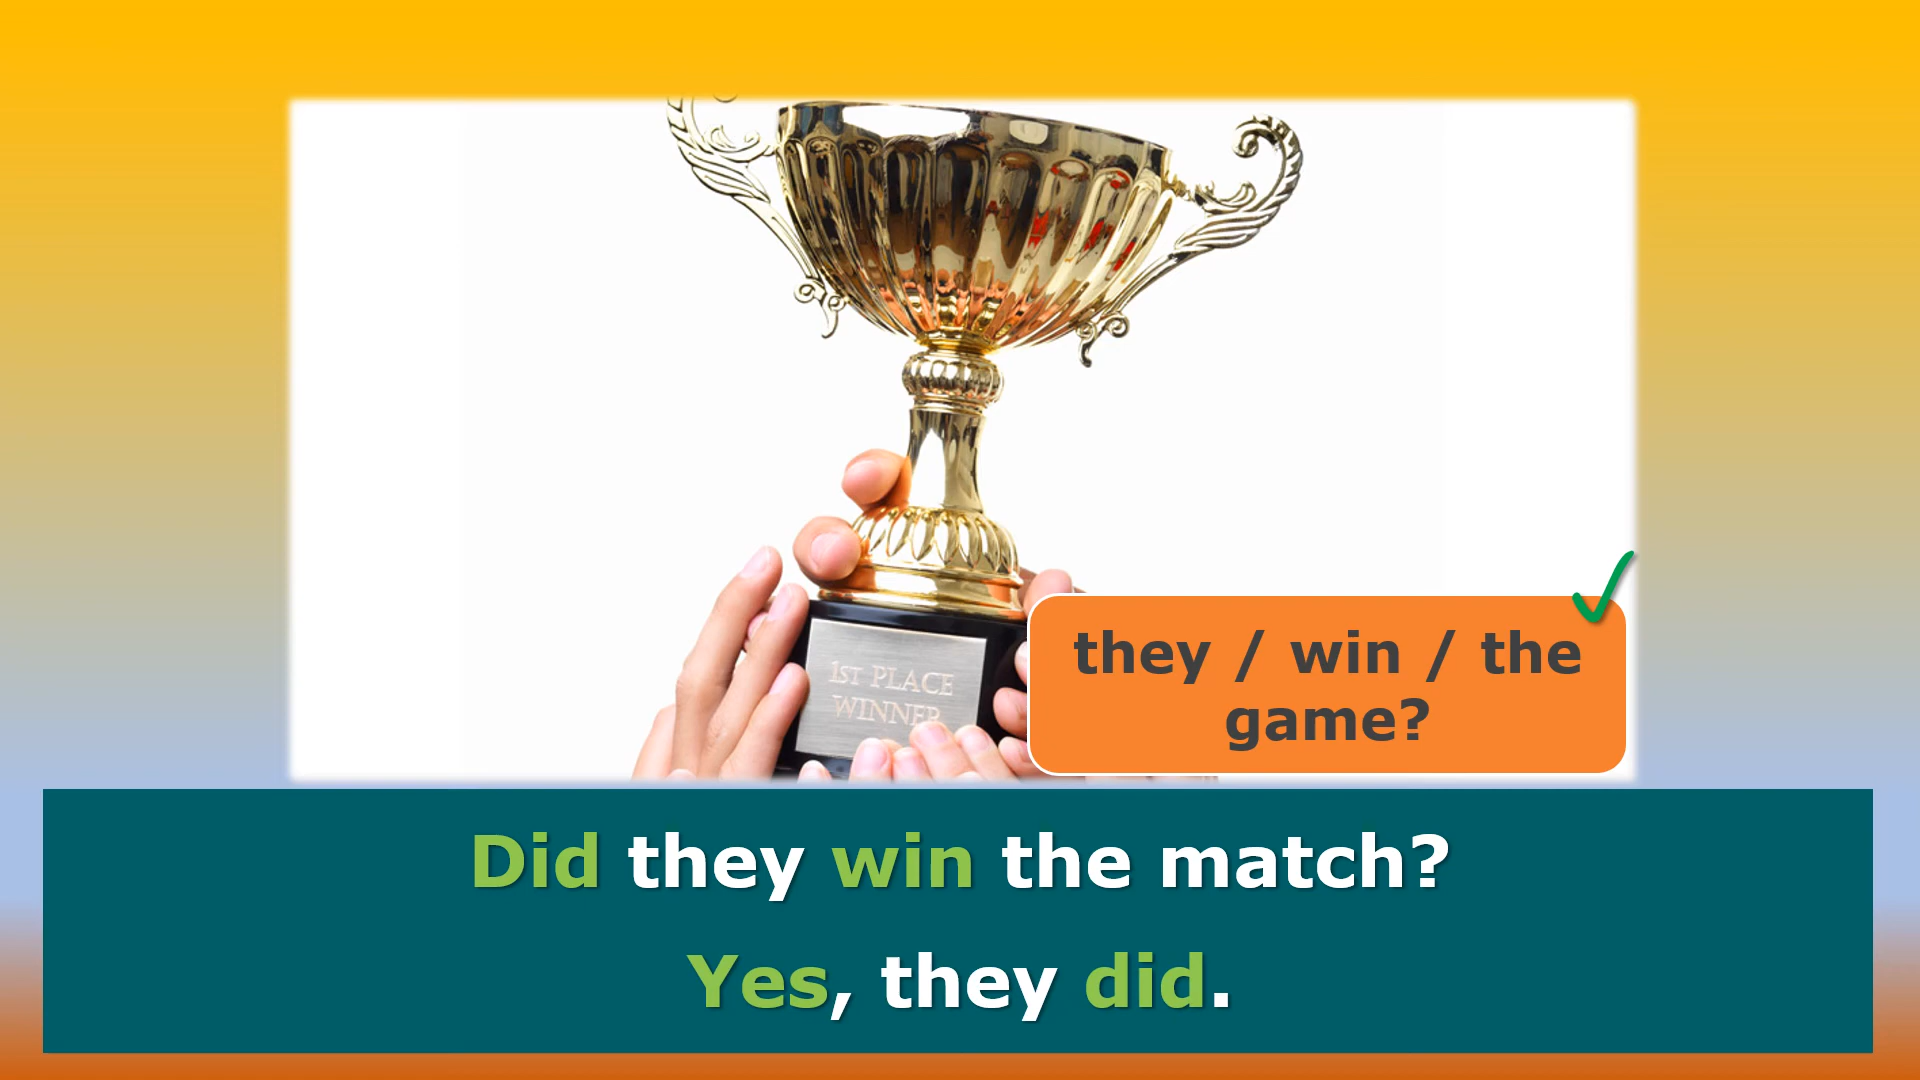 1ST PLACE
WINNER
they / win / the
game?
Did they win the match?
Yes, they did.